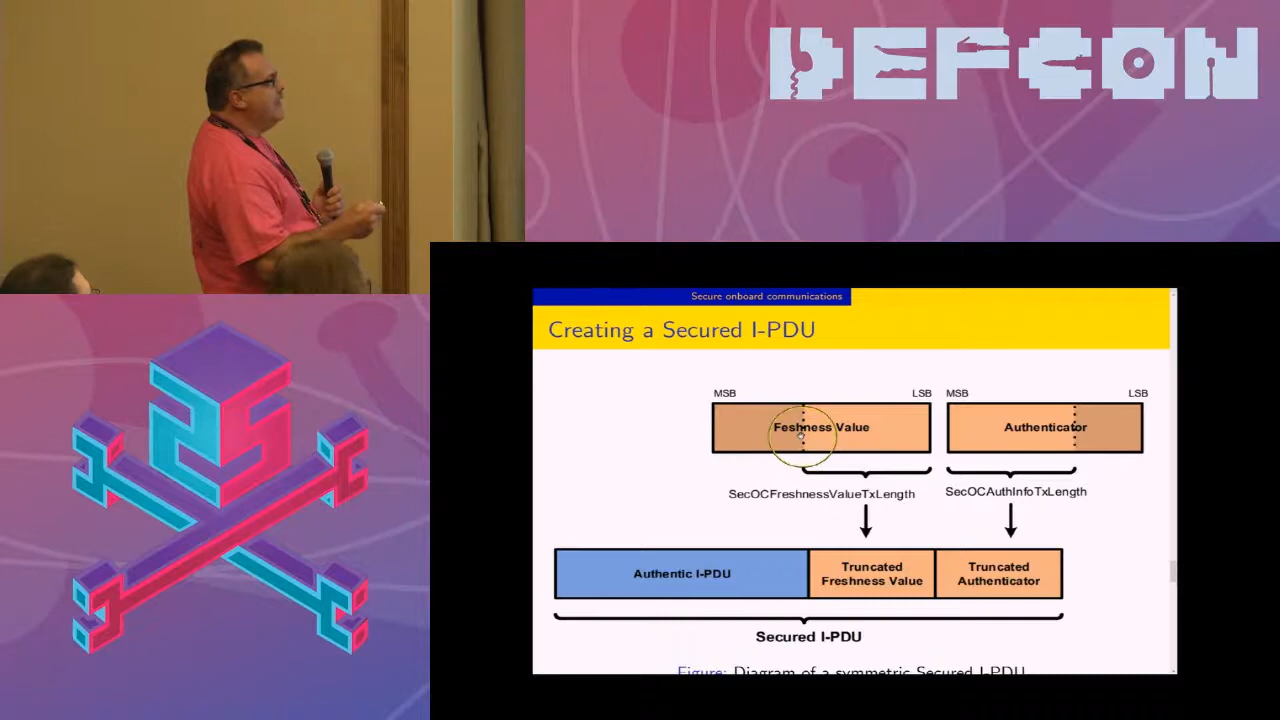 DEFCON
Secure onboard communications
Creating a Secured I-PDU
MSB LSB MSB LSB
Feshness Value Authenticator
SecOCFreshnessValueTxLength SecOCAuthInfoTxLength
Authentic I-PDU
Truncated
Freshness Value
Truncated
Authenticator
Secured I-PDU
Figure: Diagram of a symmetric Secured I-PDU